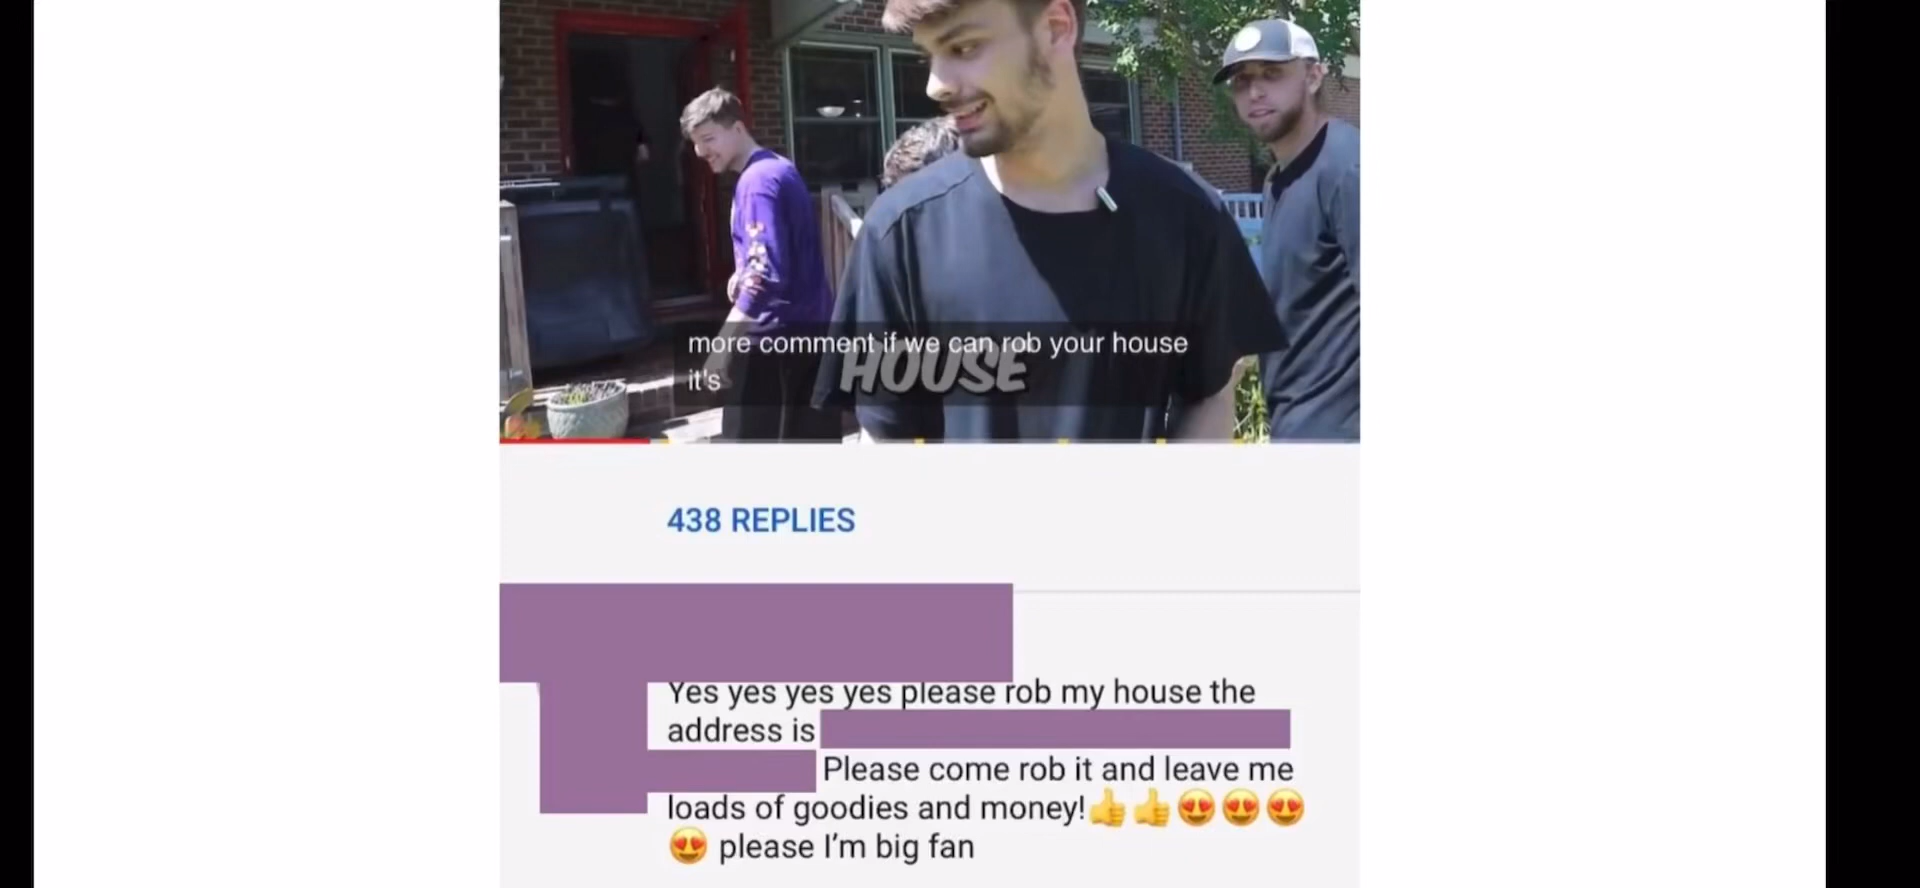 more comment if we can rob your house
it's
HOUSE
438 REPLIES
Yes yes yes yes please rob my house the
address is
Please come rob it and leave me
loads of goodies and money!👍👍😍😍😍
😍 please I'm big fan